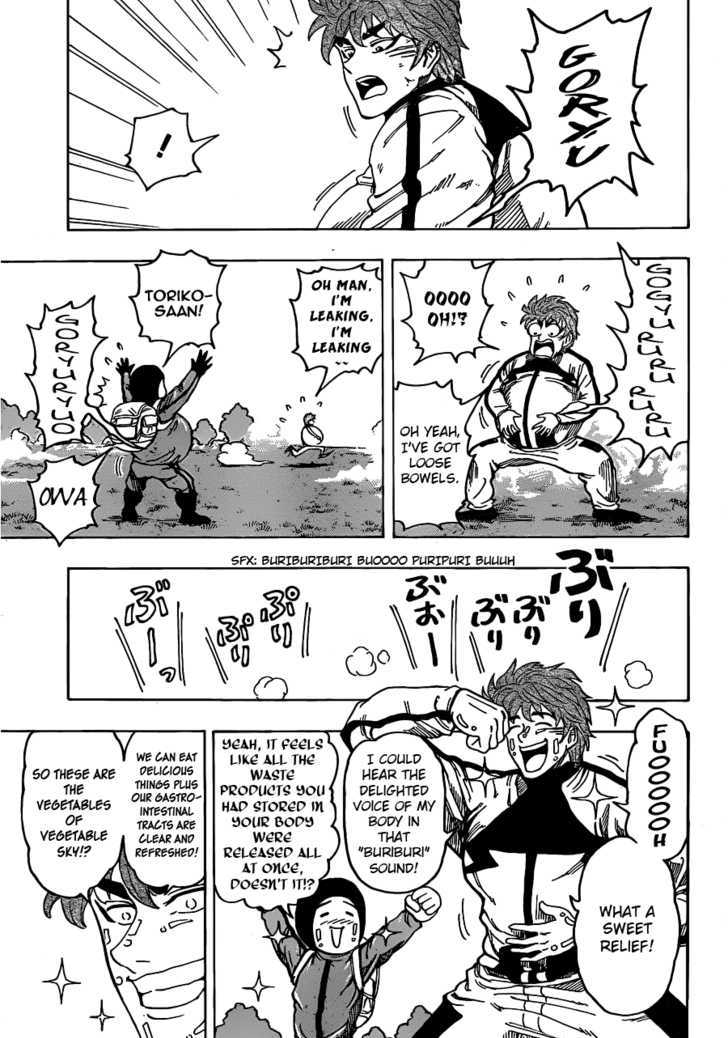 GORYU
!
GOGYURURURURURU
OOOO
OH!?
OH YEAH,
I'VE GOT
LOOSE
BOWELS.
OH MAN,
I'M
LEAKING,
I'M
LEAKING
~~
TORIKO-
SAAN!
GORYURYUO
OWA
SFX: BURIBURIBURI BUOOOO PURIPURI BUUUH
ぶり
ぶり
ぶり
ぶおー
ぷり
ぷり
ぶーっ
FUOOOOOH
WHAT A
SWEET
RELIEF!
I COULD
HEAR THE
DELIGHTED
VOICE OF MY
BODY IN
THAT
"BURIBURI"
SOUND!
YEAH, IT FEELS
LIKE ALL THE
WASTE
PRODUCTS YOU
HAD STORED IN
YOUR BODY
WERE
RELEASED ALL
AT ONCE,
DOESN'T IT!?
WE CAN EAT
DELICIOUS
THINGS PLUS
OUR GASTRO-
INTESTINAL
TRACTS ARE
CLEAR AND
REFRESHED!
SO THESE ARE
THE
VEGETABLES
OF
VEGETABLE
SKY!?